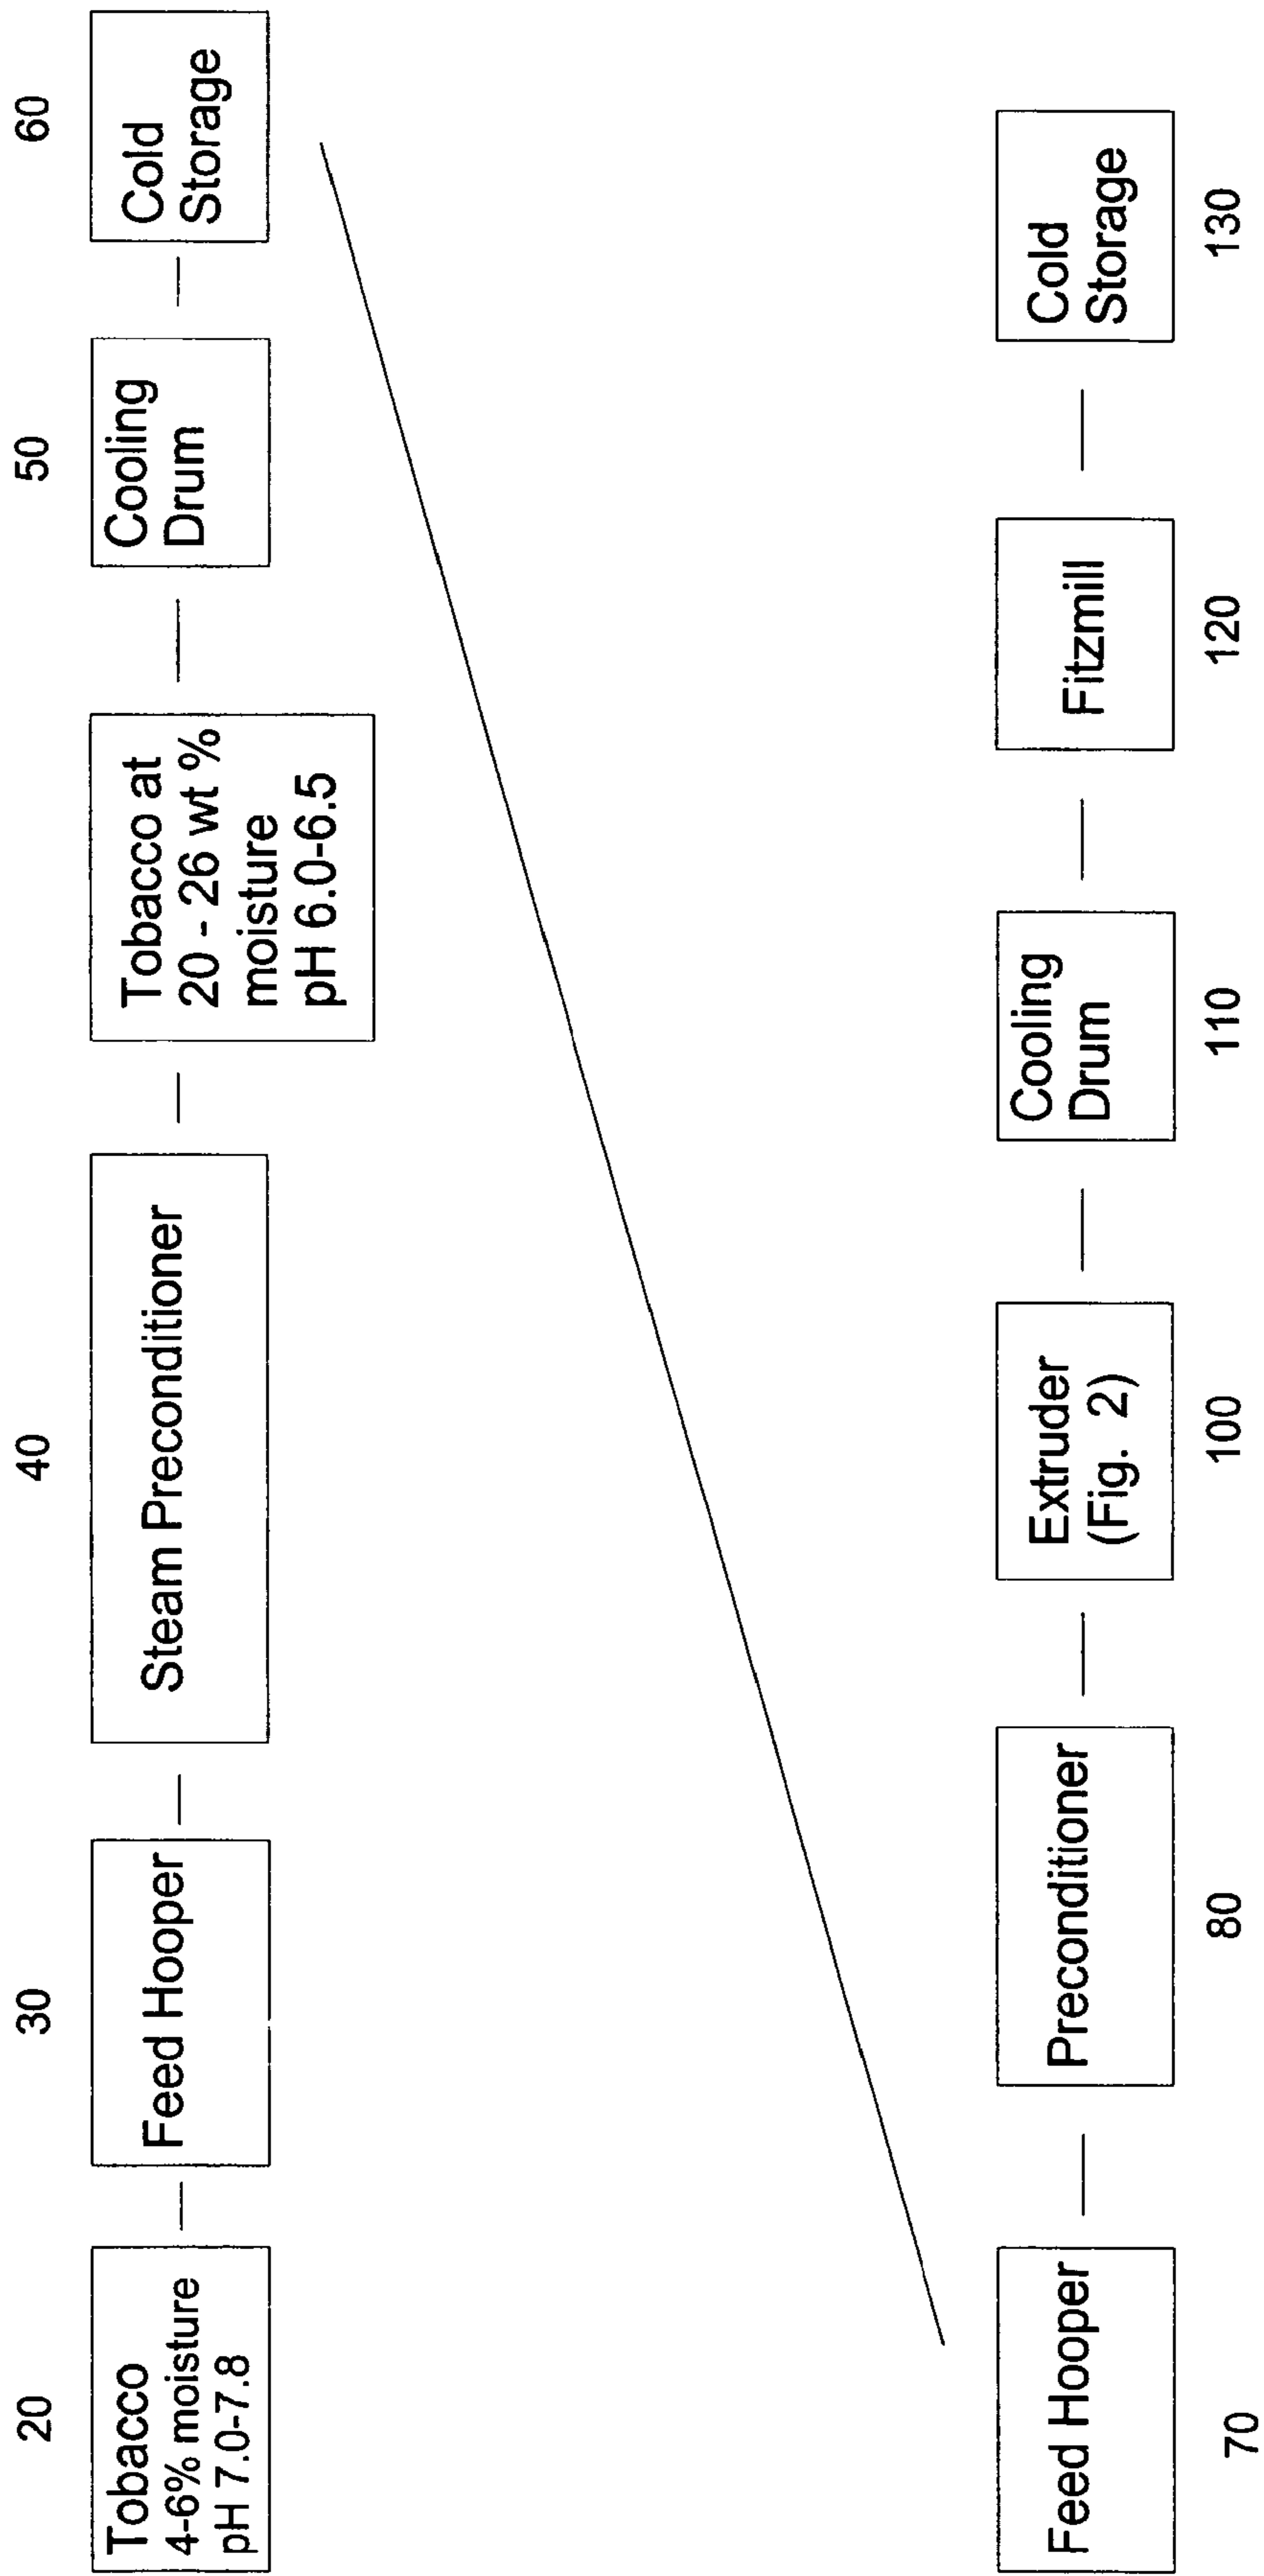 20
30
40
50
60
Tobacco
4-6% moisture
pH 7.0-7.8
Feed Hooper
Steam Preconditioner
Tobacco at
20 - 26 wt %
moisture
pH 6.0-6.5
Cooling
Drum
Cold
Storage
Feed Hooper
Preconditioner
Extruder
(Fig. 2)
Cooling
Drum
Fitzmill
Cold
Storage
70
80
100
110
120
130